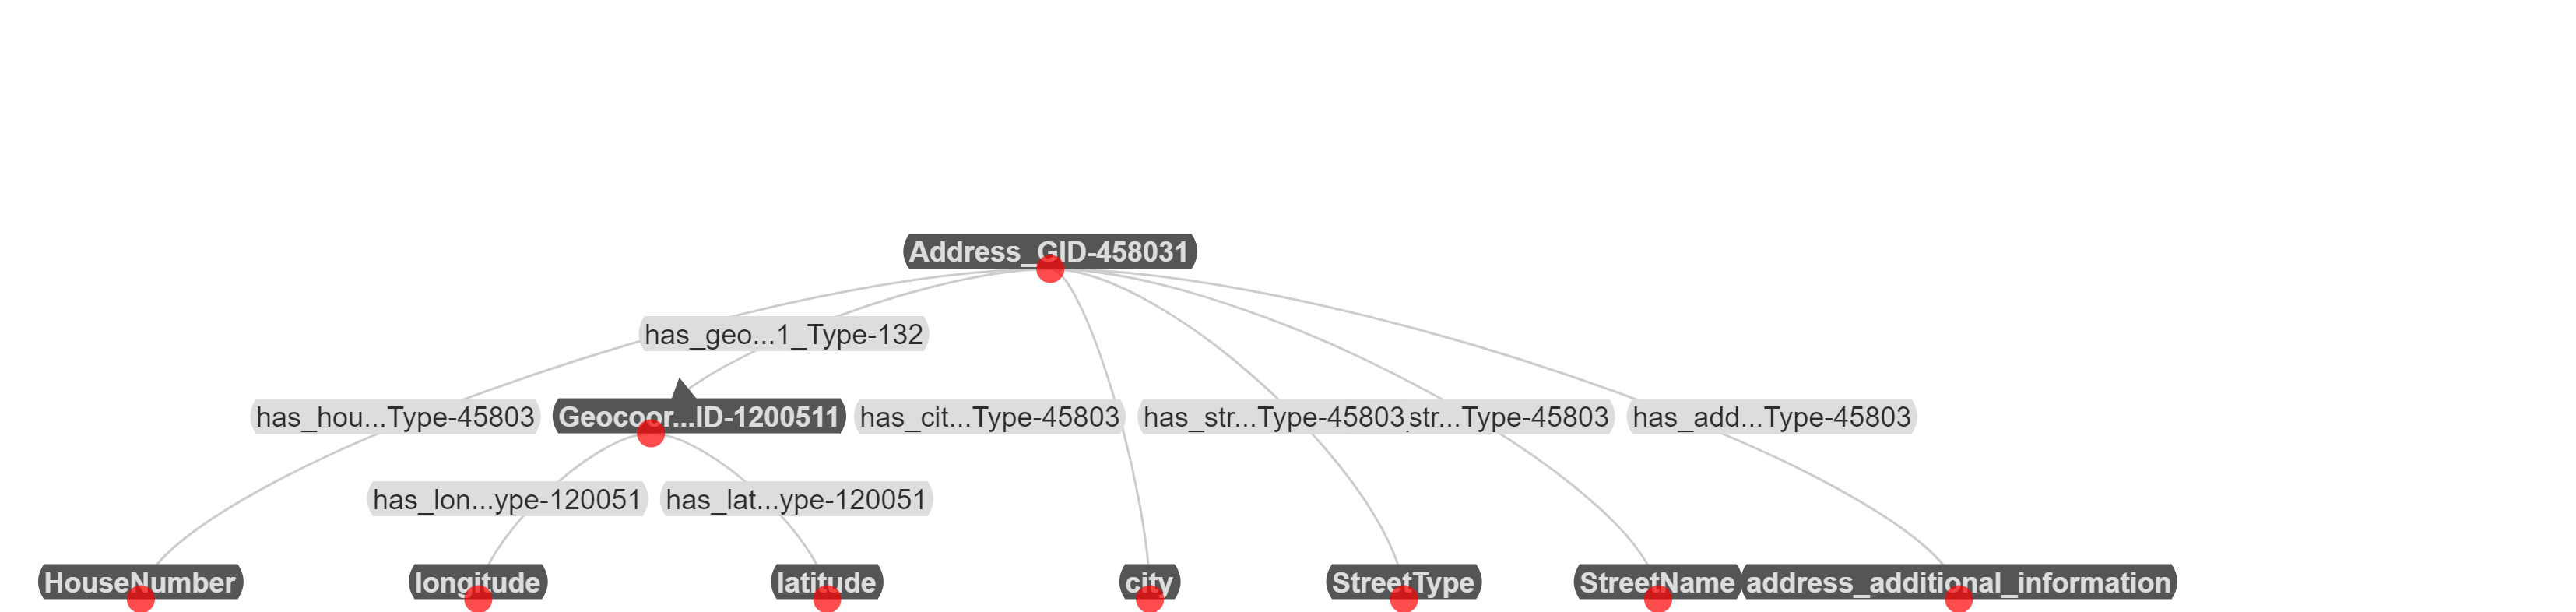 Address_GID-458031
has_geo...1_Type-132
has_hou...Type-45803
Geocoor...ID-1200511
has_cit...Type-45803
has_str...Type-45803
str...Type-45803
has_add...Type-45803
has_lon...ype-120051
has_lat...ype-120051
HouseNumber
longitude
latitude
city
StreetType
StreetName
address_additional_information